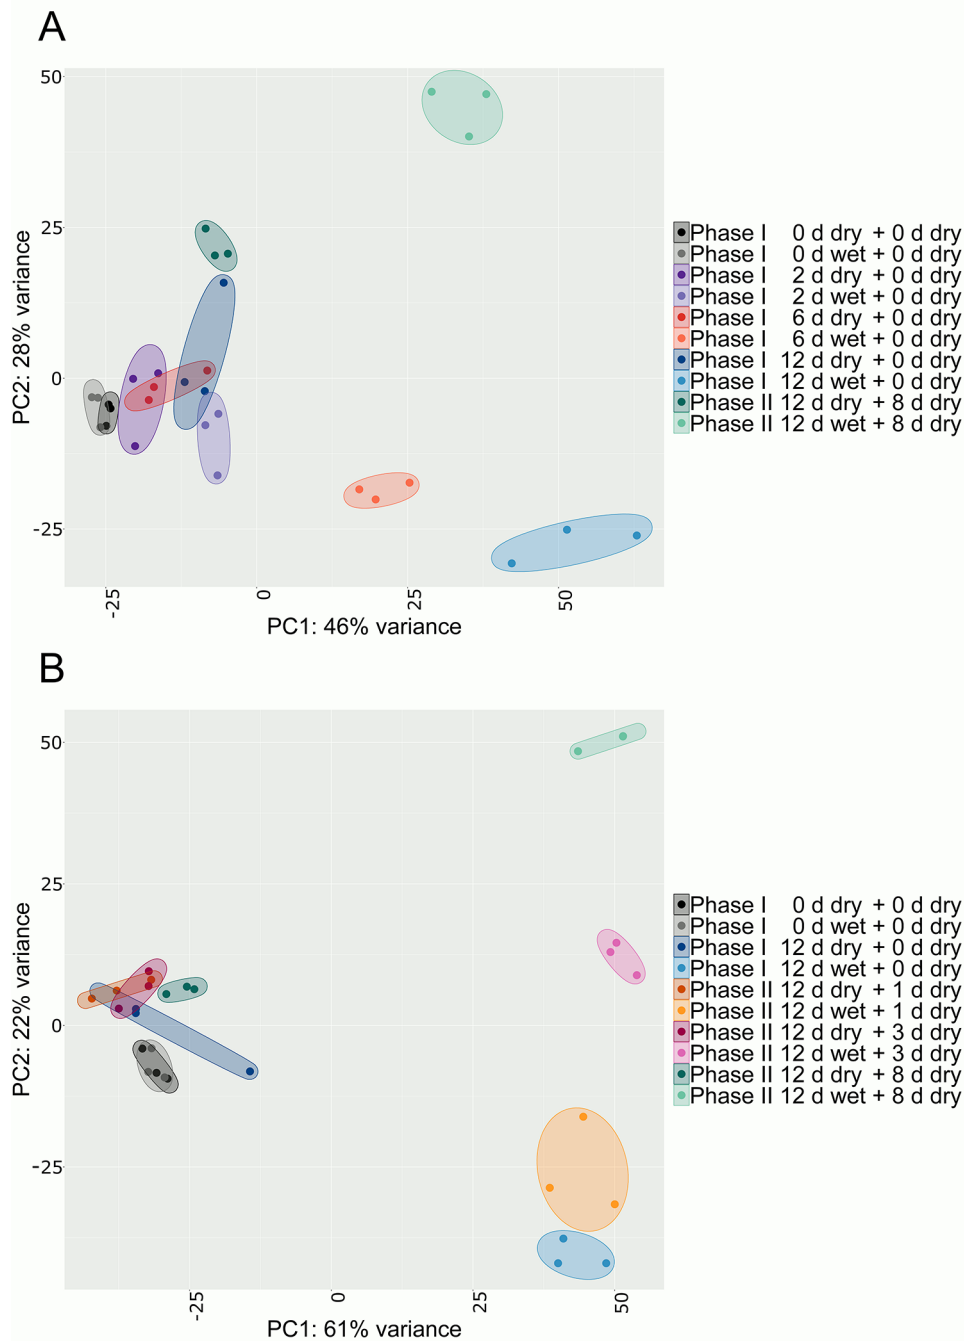 A
50
25
0
-25
PC2: 28% variance
-25
0
25
50
PC1: 46% variance
Phase I 0 d dry + 0 d dry
Phase I 0 d wet + 0 d dry
Phase I 2 d dry + 0 d dry
Phase I 2 d wet + 0 d dry
Phase I 6 d dry + 0 d dry
Phase I 6 d wet + 0 d dry
Phase I 12 d dry + 0 d dry
Phase I 12 d wet + 0 d dry
Phase II 12 d dry + 8 d dry
Phase II 12 d wet + 8 d dry
B
50
25
0
-25
PC2: 22% variance
-25
0
25
50
PC1: 61% variance
Phase I 0 d dry + 0 d dry
Phase I 0 d wet + 0 d dry
Phase I 12 d dry + 0 d dry
Phase I 12 d wet + 0 d dry
Phase II 12 d dry + 1 d dry
Phase II 12 d wet + 1 d dry
Phase II 12 d dry + 3 d dry
Phase II 12 d wet + 3 d dry
Phase II 12 d dry + 8 d dry
Phase II 12 d wet + 8 d dry